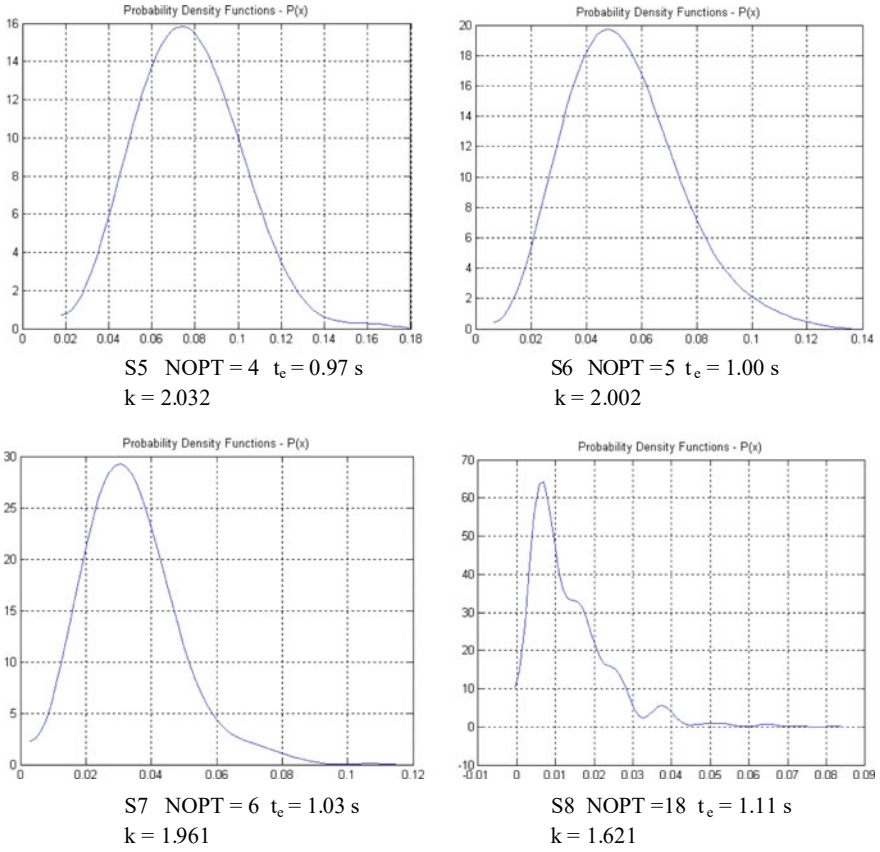 Probability Density Functions - P(x)
16
14
12
10
8
6
4
2
0
0 0.02 0.04 0.06 0.08 0.1 0.12 0.14 0.16 0.18
S5 NOPT = 4 te = 0.97 s
k = 2.032
Probability Density Functions - P(x)
20
18
16
14
12
10
8
6
4
2
0
0 0.02 0.04 0.06 0.08 0.1 0.12 0.14
S6 NOPT =5 te = 1.00 s
k = 2.002
Probability Density Functions - P(x)
30
25
20
15
10
5
0
0 0.02 0.04 0.06 0.08 0.1 0.12
S7 NOPT = 6 te = 1.03 s
k = 1.961
Probability Density Functions - P(x)
70
60
50
40
30
20
10
0
-10
-0.01 0 0.01 0.02 0.03 0.04 0.05 0.06 0.07 0.08 0.09
S8 NOPT =18 te = 1.11 s
k = 1.621